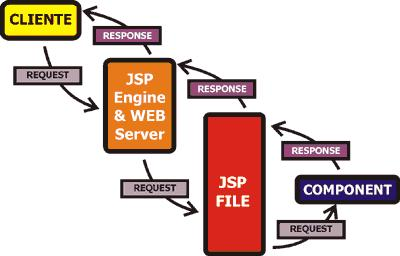 CLIENTE
RESPONSE
REQUEST
JSP
Engine
& WEB
Server
RESPONSE
REQUEST
JSP
FILE
RESPONSE
COMPONENT
REQUEST